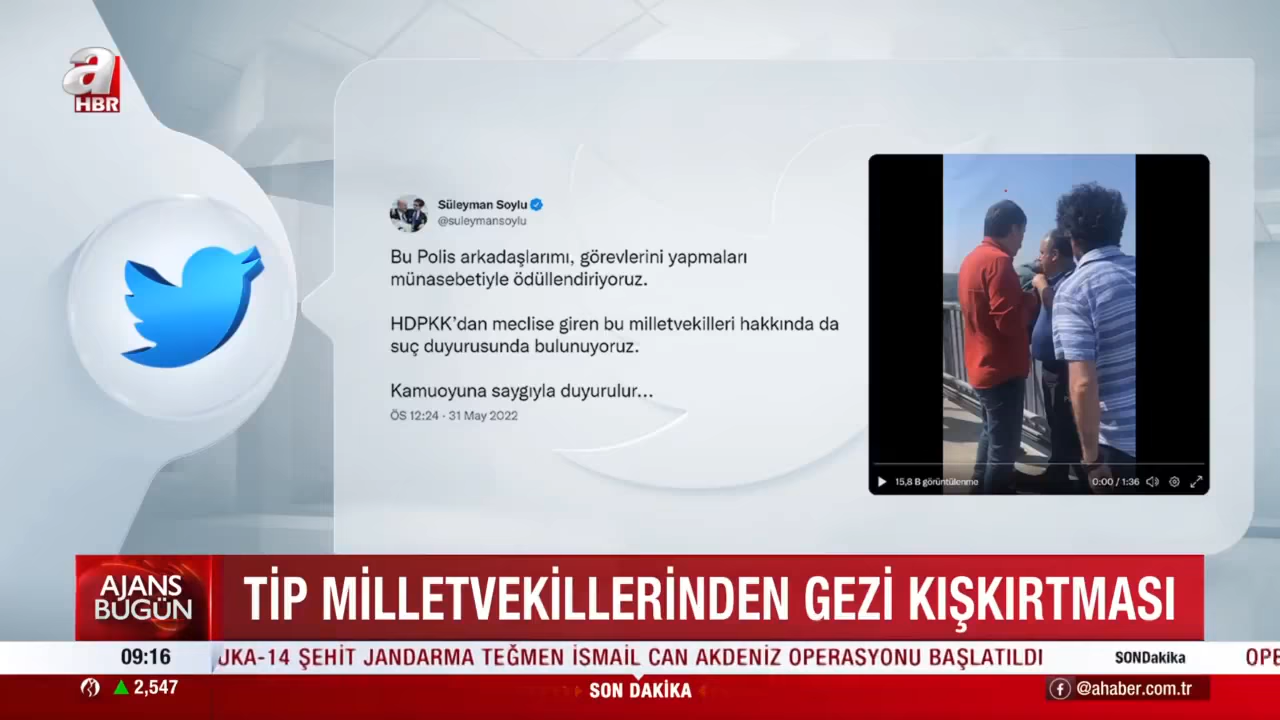 a
HBR
Süleyman Soylu
@suleymansoylu
Bu Polis arkadaşlarımı, görevlerini yapmaları
münasebetiyle ödüllendiriyoruz.
HDPKK'dan meclise giren bu milletvekilleri hakkında da
suç duyurusunda bulunuyoruz.
Kamuoyuna saygıyla duyurulur...
ÖS 12:24 · 31 May 2022
15,8 B görüntülenme
0:00 / 1:36
AJANS
BUGÜN
TİP MİLLETVEKİLLERİNDEN GEZİ KIŞKIRTMASI
09:16
JKA-14 ŞEHİT JANDARMA TEĞMEN İSMAİL CAN AKDENİZ OPERASYONU BAŞLATILDI
SONDakika
OPE
2,547
SON DAKİKA
@ahaber.com.tr